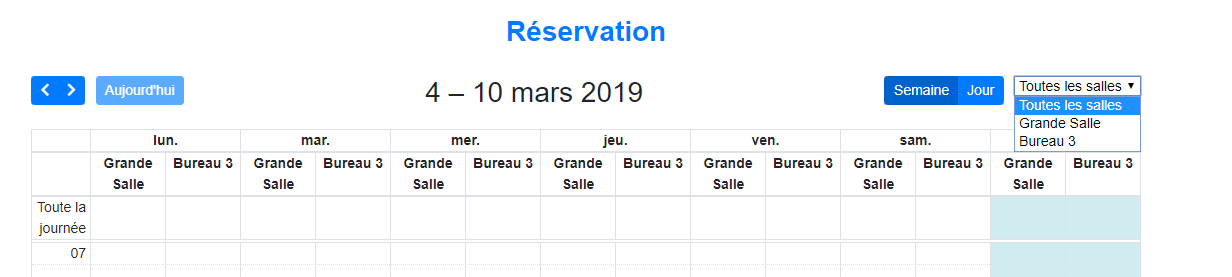 Réservation
Aujourd'hui
4 – 10 mars 2019
Semaine Jour
Toutes les salles
Toutes les salles
Grande Salle
Bureau 3
lun. mar. mer. jeu. ven. sam.
Grande Salle Bureau 3 Grande Salle Bureau 3 Grande Salle Bureau 3 Grande Salle Bureau 3 Grande Salle Bureau 3 Grande Salle Bureau 3 Grande Salle Bureau 3
Toute la
journée
07